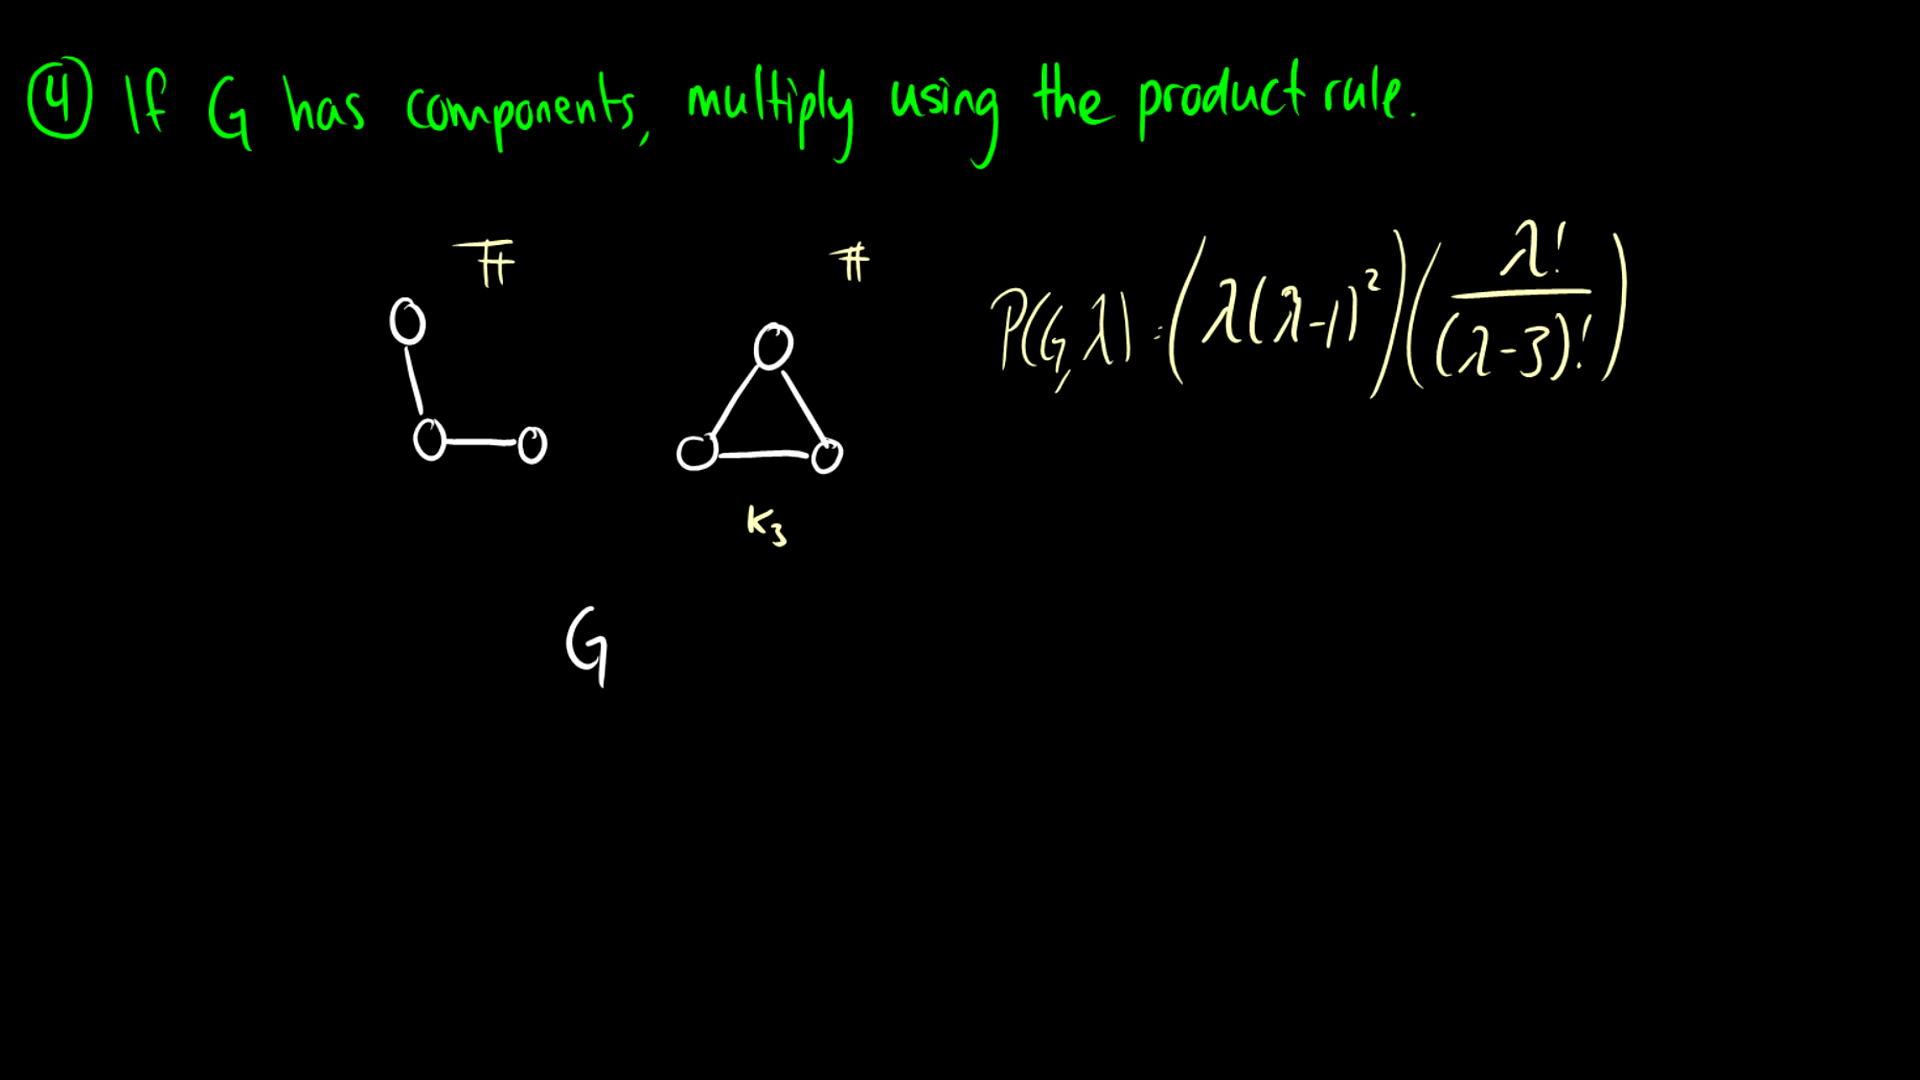 ④ If G has components, multiply using the product rule.
# #
P(G,λ) = (λ(λ-1)²)(λ!/(λ-3)!)
K₃
G